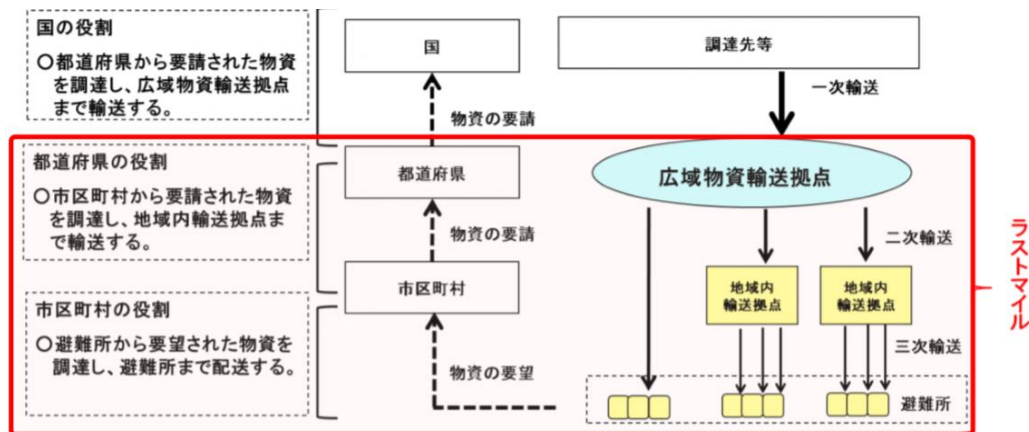 国の役割
〇都道府県から要請された物資
を調達し、広域物資輸送拠点
まで輸送する。
国
調達先等
一次輸送
物資の要請
都道府県の役割
〇市区町村から要請された物資
を調達し、地域内輸送拠点ま
で輸送する。
都道府県
広域物資輸送拠点
物資の要請
二次輸送
市区町村
地域内
輸送拠点
地域内
輸送拠点
市区町村の役割
〇避難所から要望された物資を
調達し、避難所まで配送する。
物資の要望
三次輸送
避難所
ラストマイル